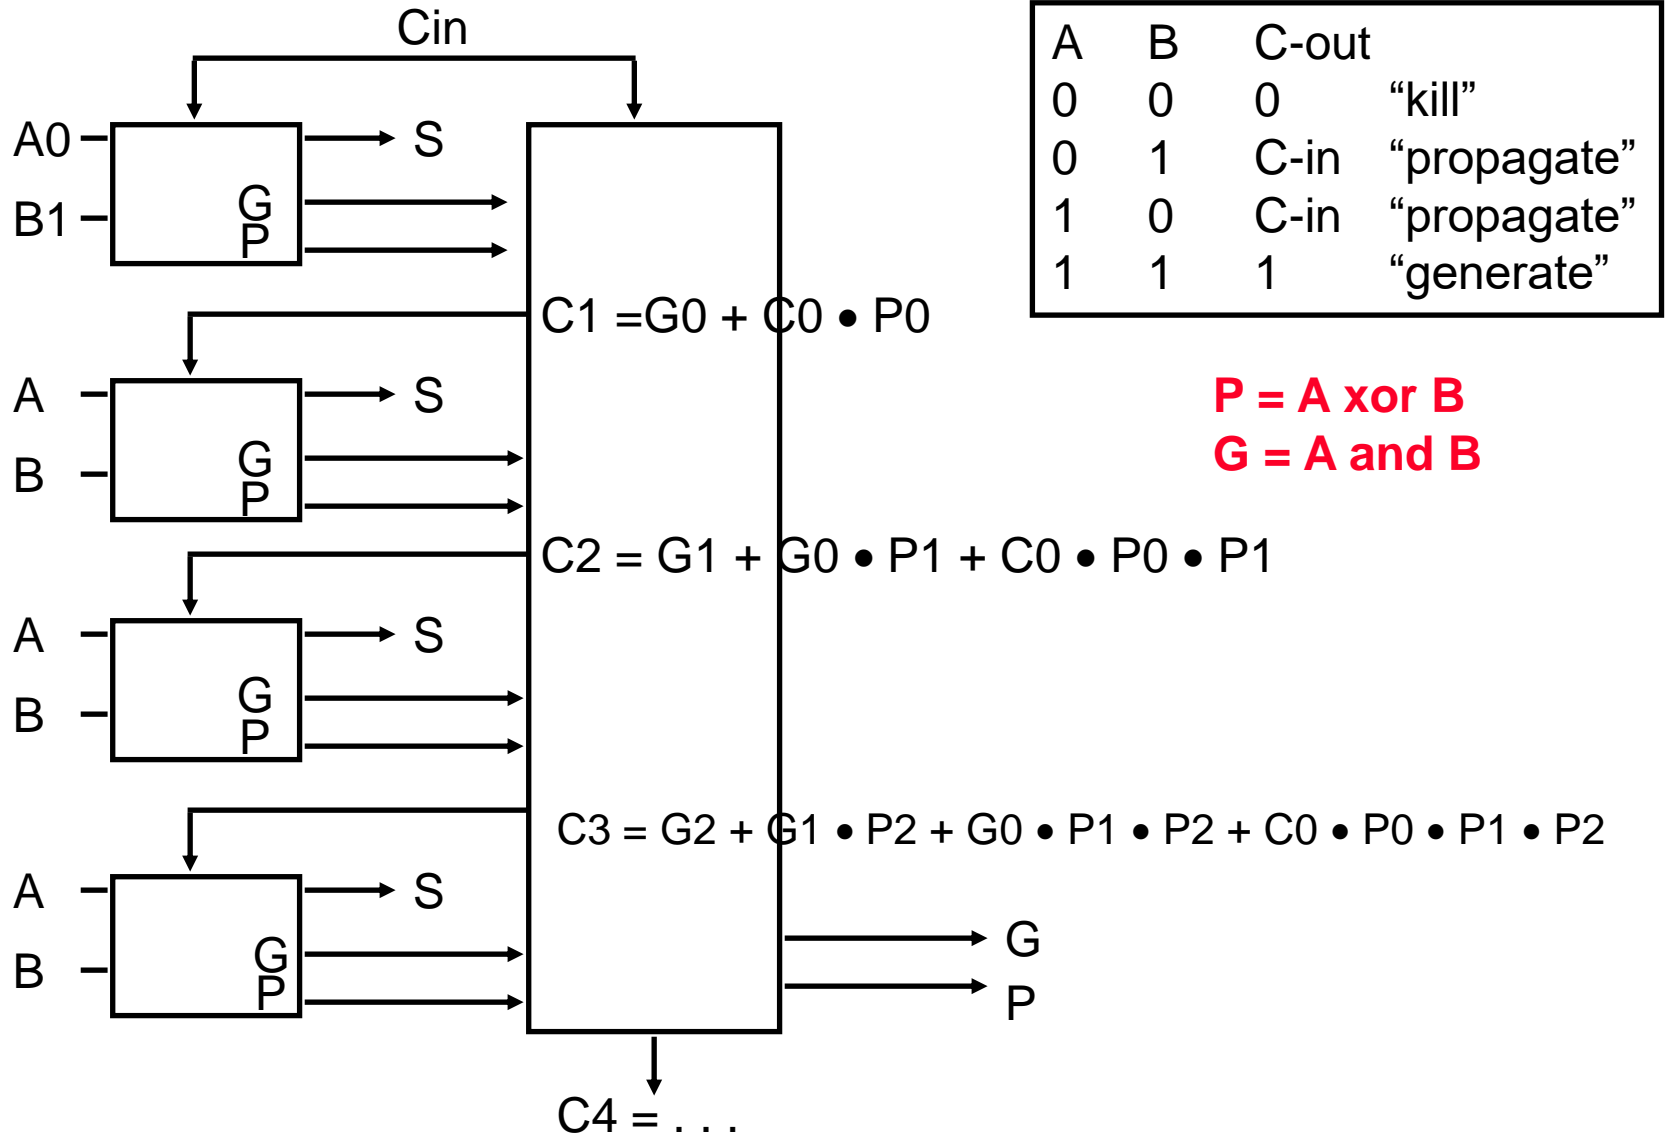 Cin
A B C-out
0 0 0 “kill”
0 1 C-in “propagate”
1 0 C-in “propagate”
1 1 1 “generate”
A0
S
B1
G
P
C1 =G0 + C0 • P0
P = A xor B
G = A and B
A
S
B
G
P
C2 = G1 + G0 • P1 + C0 • P0 • P1
A
S
B
G
P
C3 = G2 + G1 • P2 + G0 • P1 • P2 + C0 • P0 • P1 • P2
A
S
B
G
P
G
P
C4 = . . .